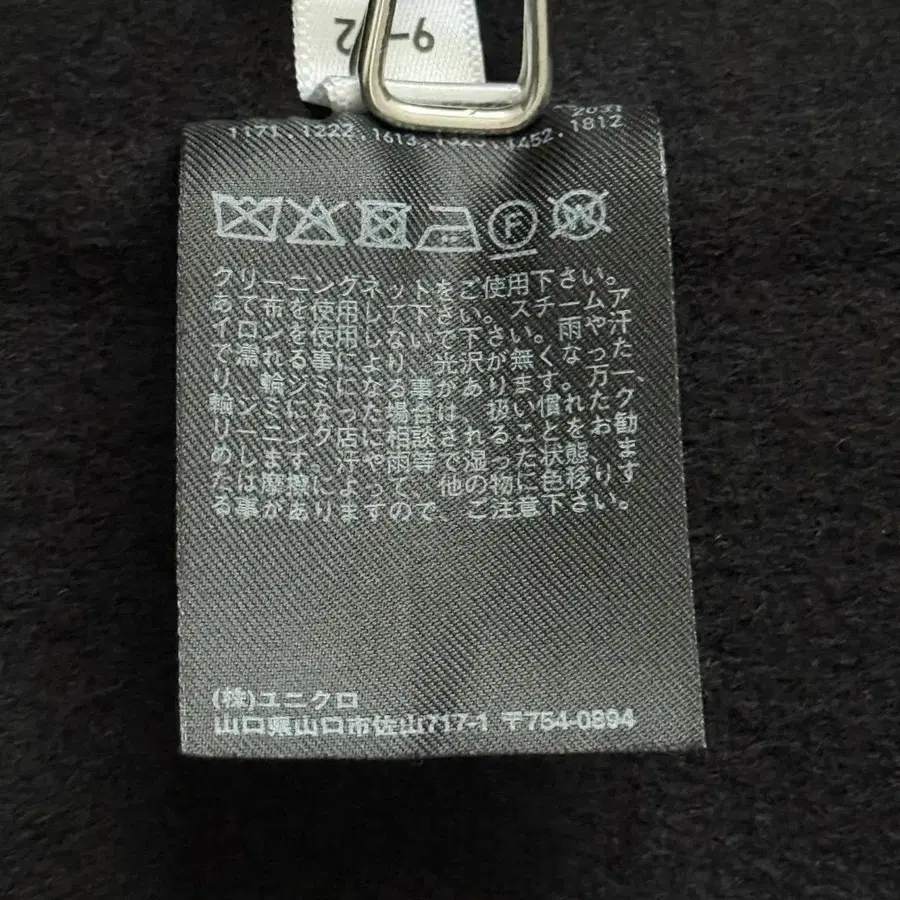 2031
1171.1222.1613.1323.1452.1812
F
クリーニングネットをご使用下さい。
あて布を使用して下さい。スチームア
イロンを使用しないで下さい。雨や汗
で濡れる事により光沢が無くなった
り、輪ジミになる事があります。万一、
輪ジミになった場合は、扱い慣れたク
リーニング店に相談される事をお勧
めします。汗や雨等で湿った状態、ま
たは摩擦によって他の物に色移りす
る事がありますので、ご注意下さい。
(株)ユニクロ
山口県山口市佐山717-1 〒754-0894